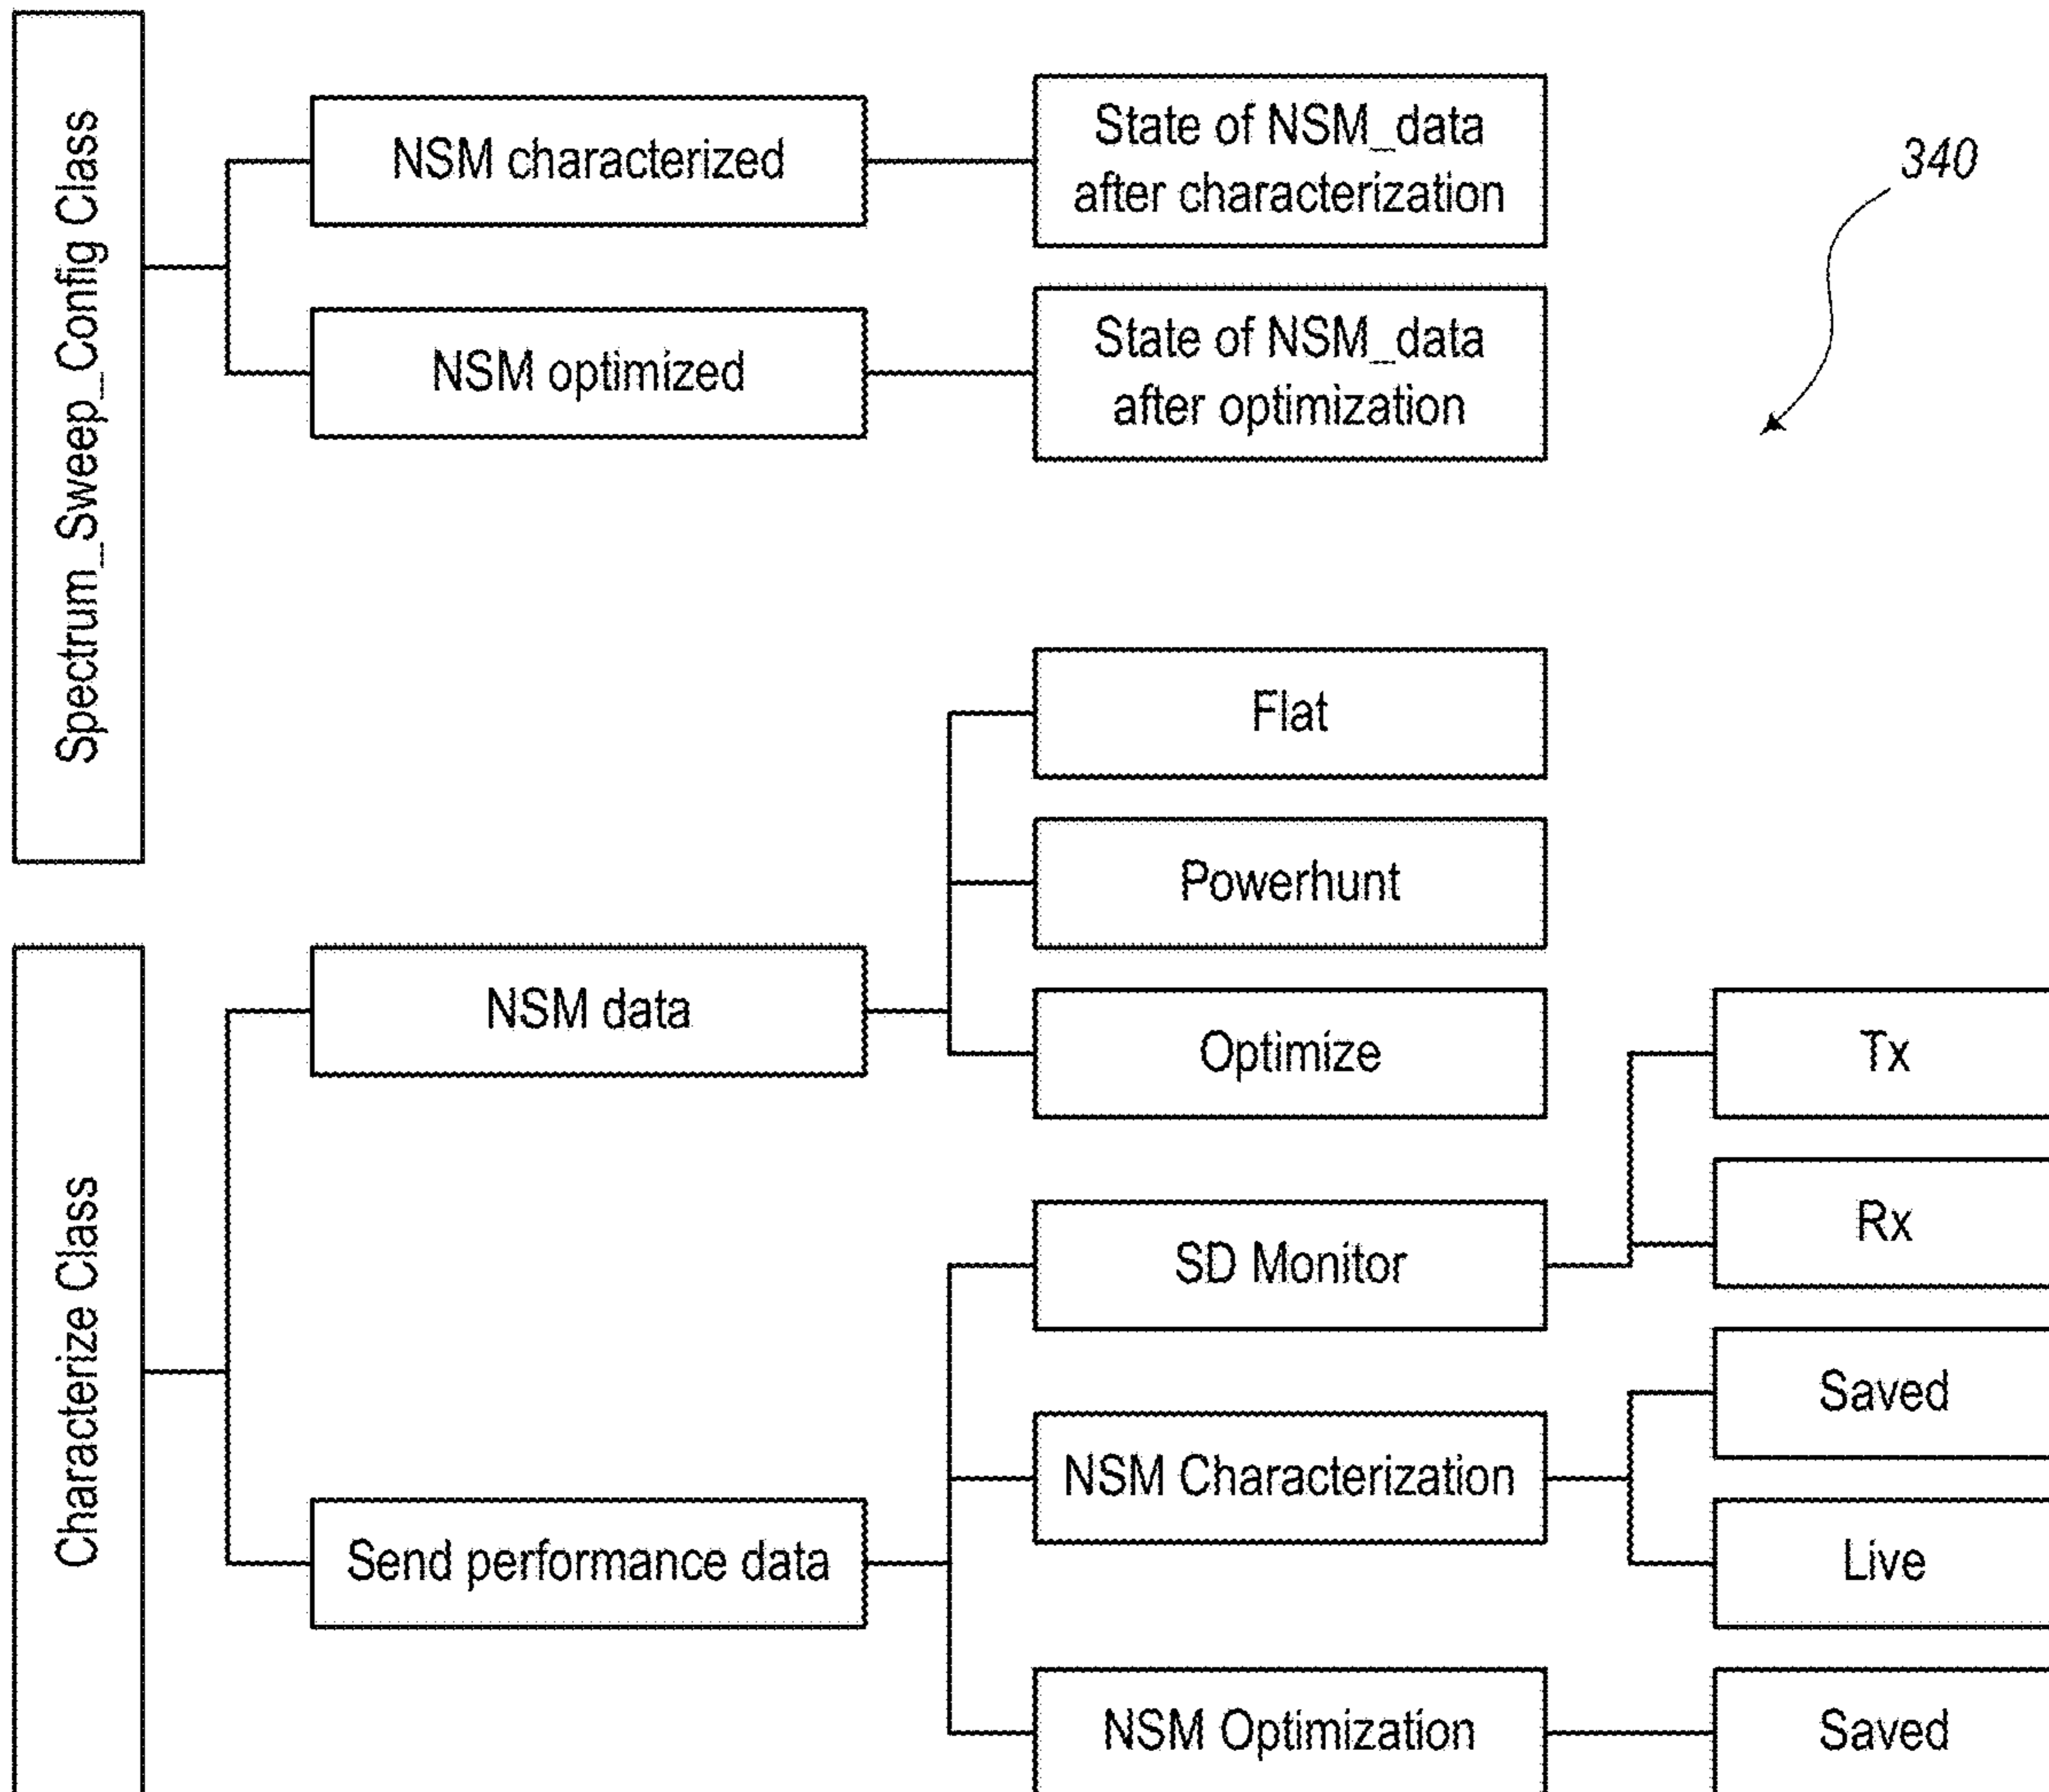 Spectrum_Sweep_Config Class
NSM characterized
State of NSM_data
after characterization
NSM optimized
State of NSM_data
after optimization
340
Characterize Class
NSM data
Flat
Powerhunt
Optimize
Send performance data
SD Monitor
Tx
Rx
NSM Characterization
Saved
Live
NSM Optimization
Saved